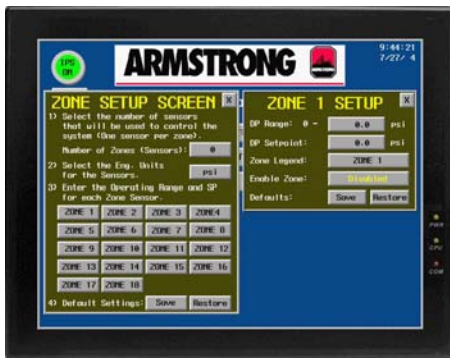 IPS
ON
ARMSTRONG
ARMSTRONG
9:44:21
7/27/ 4
ZONE SETUP SCREEN X
1) Select the number of sensors
that will be used to control the
system (One sensor per zone).
Number of Zones (Sensors): 0
2) Select the Eng. Units
for the Sensors. psi
3) Enter the Operating Range and SP
for each Zone Sensor.
ZONE 1 ZONE 2 ZONE 3 ZONE4
ZONE 5 ZONE 6 ZONE 7 ZONE 8
ZONE 9 ZONE 10 ZONE 11 ZONE 12
ZONE 13 ZONE 14 ZONE 15 ZONE 16
ZONE 17 ZONE 18
4) Default Settings: Save Restore
ZONE 1 SETUP X
DP Range: 0 - 0.0 psi
DP Setpoint: 0.0 psi
Zone Legend: ZONE 1
Enable Zone: Disabled
Defaults: Save Restore
PWR
CPU
COM